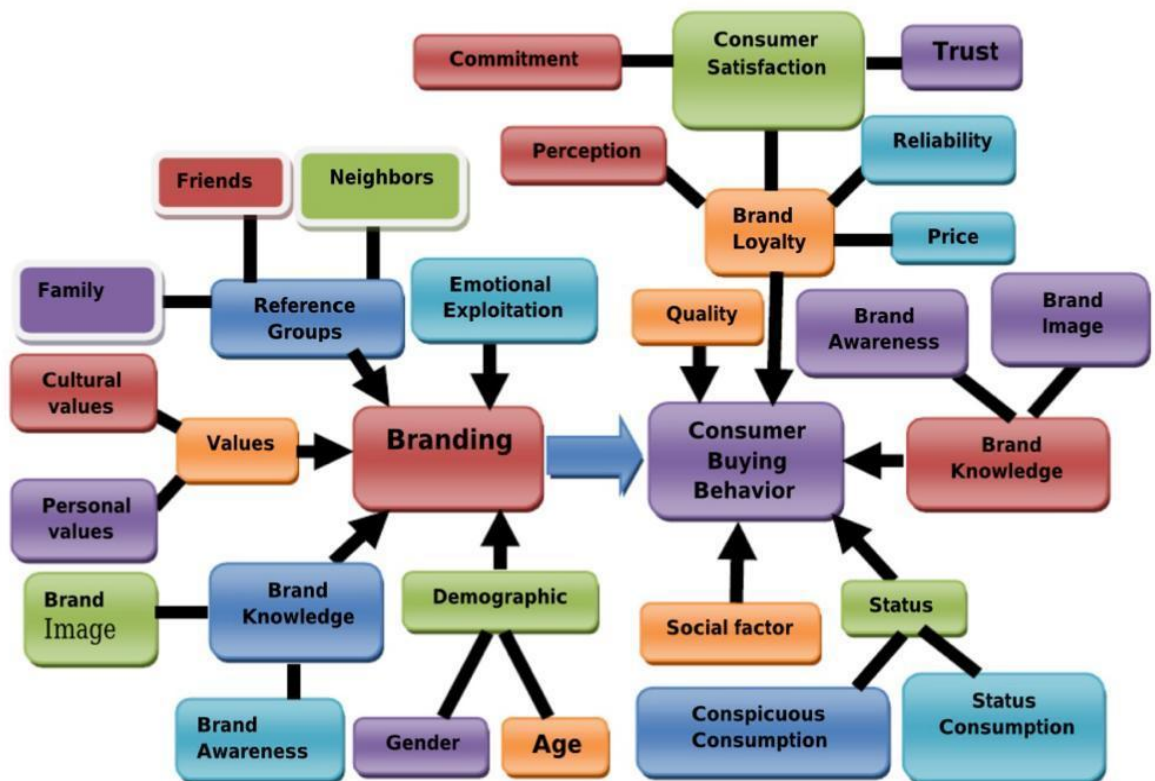 Commitment
Consumer
Satisfaction
Trust
Perception
Reliability
Brand
Loyalty
Price
Friends
Neighbors
Family
Reference
Groups
Emotional
Exploitation
Quality
Brand
Awareness
Brand
Image
Cultural
values
Values
Personal
values
Branding
Consumer
Buying
Behavior
Brand
Knowledge
Brand
Image
Brand
Knowledge
Demographic
Social factor
Status
Brand
Awareness
Gender
Age
Conspicuous
Consumption
Status
Consumption